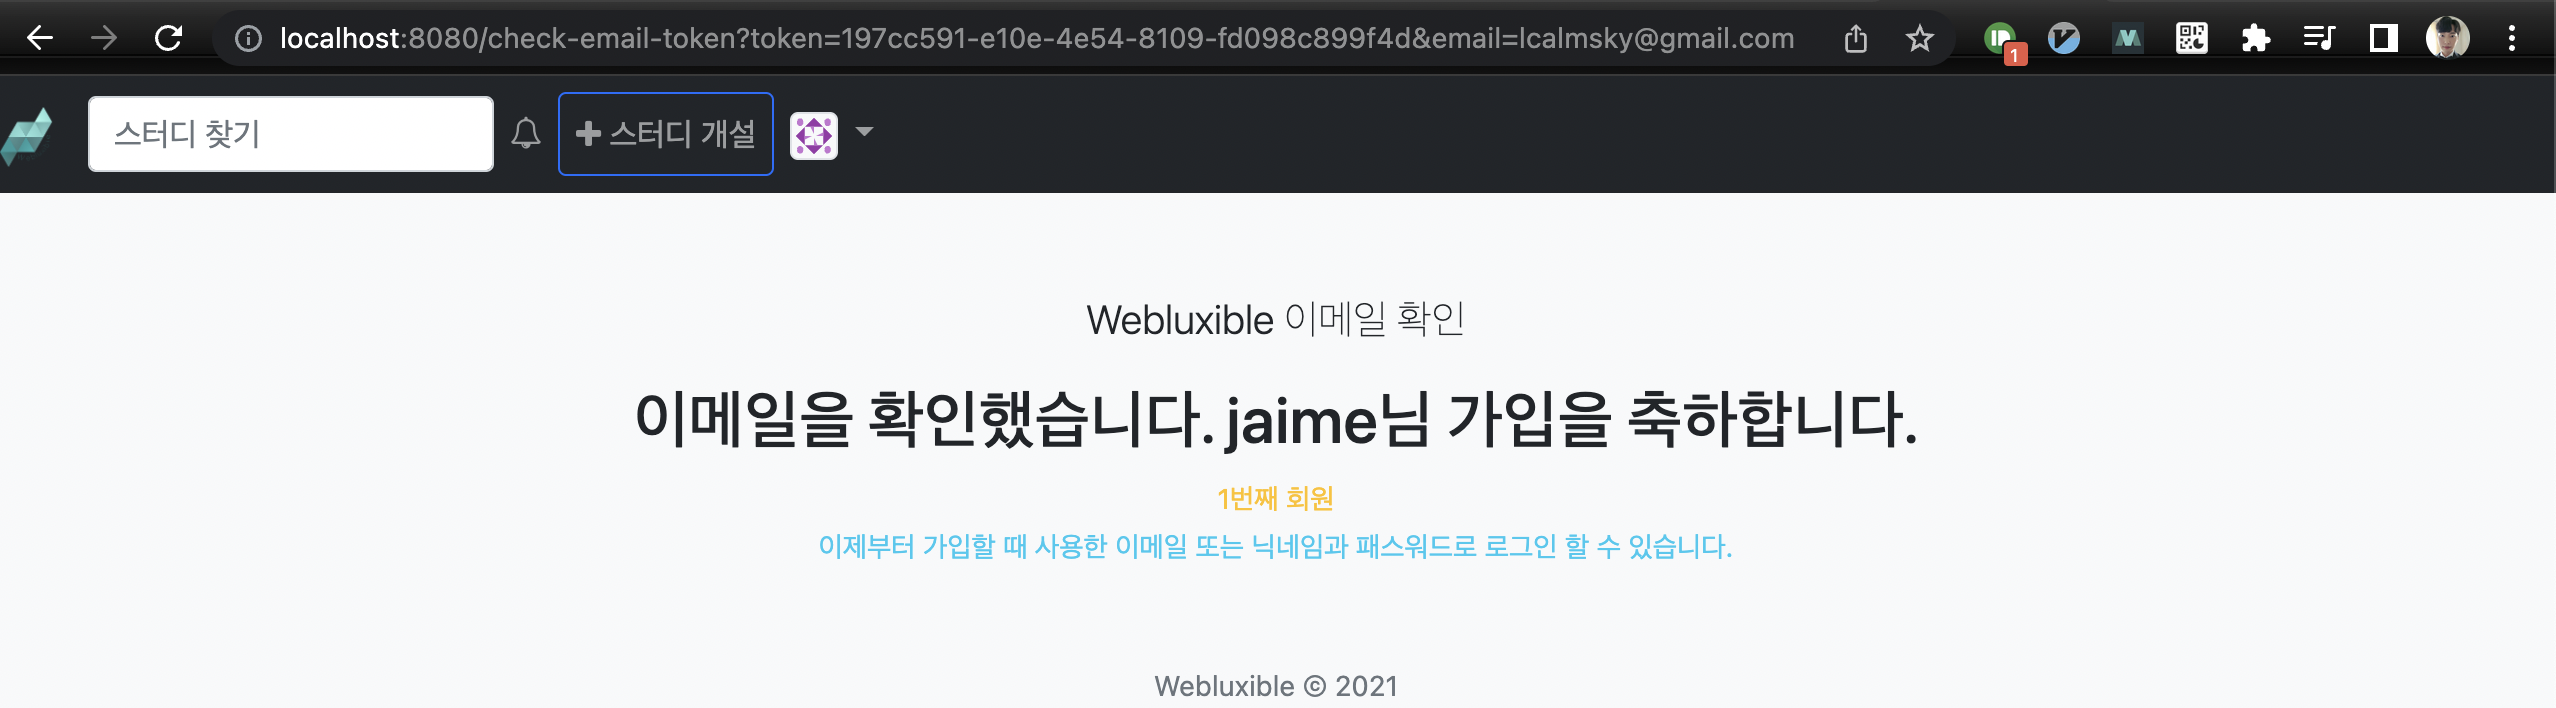 localhost:8080/check-email-token?token=197cc591-e10e-4e54-8109-fd098c899f4d&email=lcalmsky@gmail.com
1
스터디 찾기
스터디 개설
Webluxible 이메일 확인
이메일을 확인했습니다. jaime님 가입을 축하합니다.
1번째 회원
이제부터 가입할 때 사용한 이메일 또는 닉네임과 패스워드로 로그인 할 수 있습니다.
Webluxible © 2021